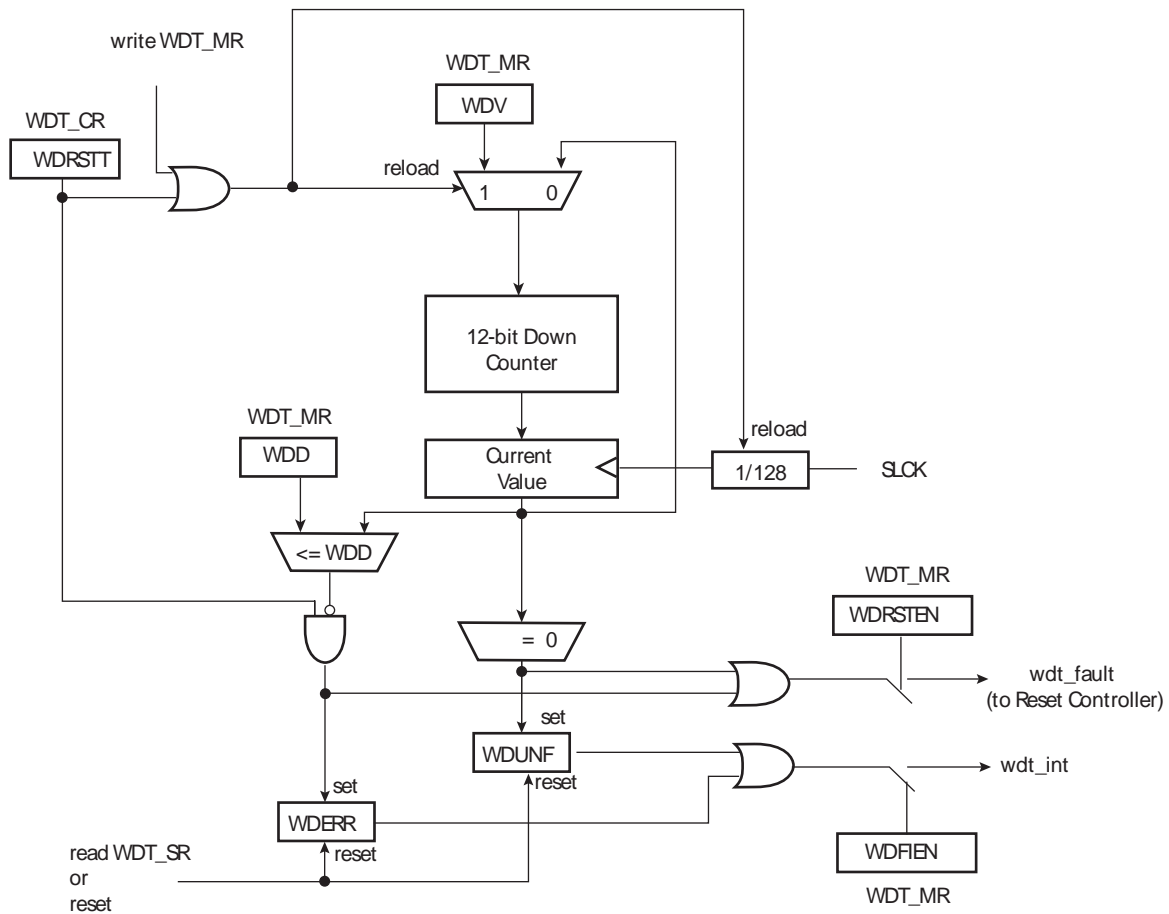 write WDT_MR
WDT_MR
WDV
WDT_CR
WDRSTT
reload
1 0
12-bit Down
Counter
WDT_MR
reload
WDD
Current
Value
1/128
SLCK
<= WDD
WDT_MR
WDRSTEN
= 0
wdt_fault
(to Reset Controller)
set
WDUNF
reset
wdt_int
set
WDERR
reset
WDFIEN
read WDT_SR
or
reset
WDT_MR